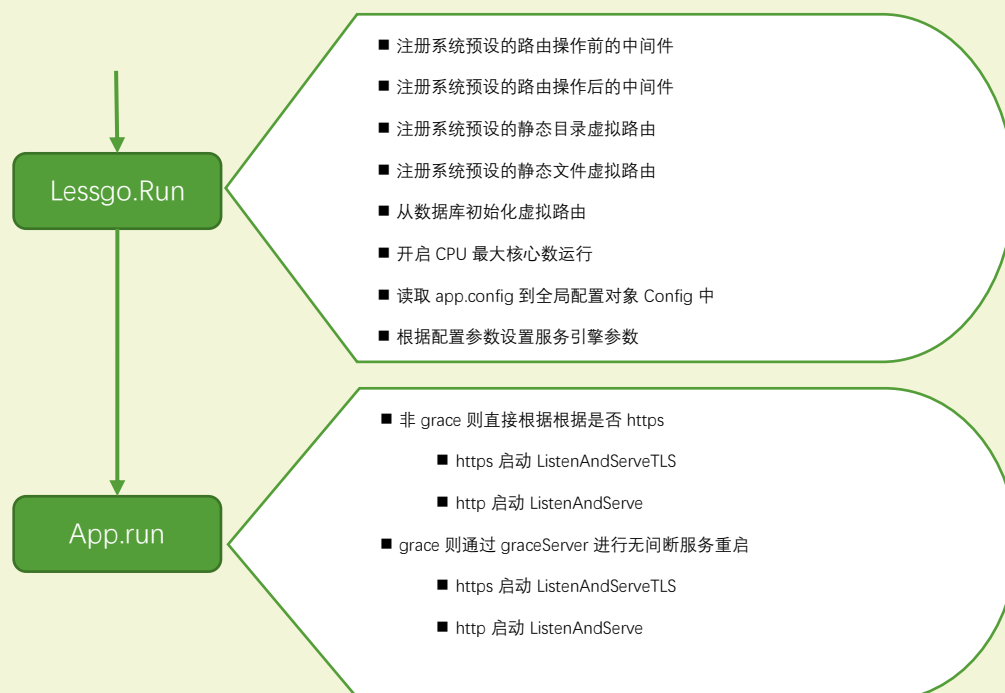 Lessgo.Run
■ 注册系统预设的路由操作前的中间件
■ 注册系统预设的路由操作后的中间件
■ 注册系统预设的静态目录虚拟路由
■ 注册系统预设的静态文件虚拟路由
■ 从数据库初始化虚拟路由
■ 开启 CPU 最大核心数运行
■ 读取 app.config 到全局配置对象 Config 中
■ 根据配置参数设置服务引擎参数
App.run
■ 非 grace 则直接根据根据是否 https
■ https 启动 ListenAndServeTLS
■ http 启动 ListenAndServe
■ grace 则通过 graceServer 进行无间断服务重启
■ https 启动 ListenAndServeTLS
■ http 启动 ListenAndServe